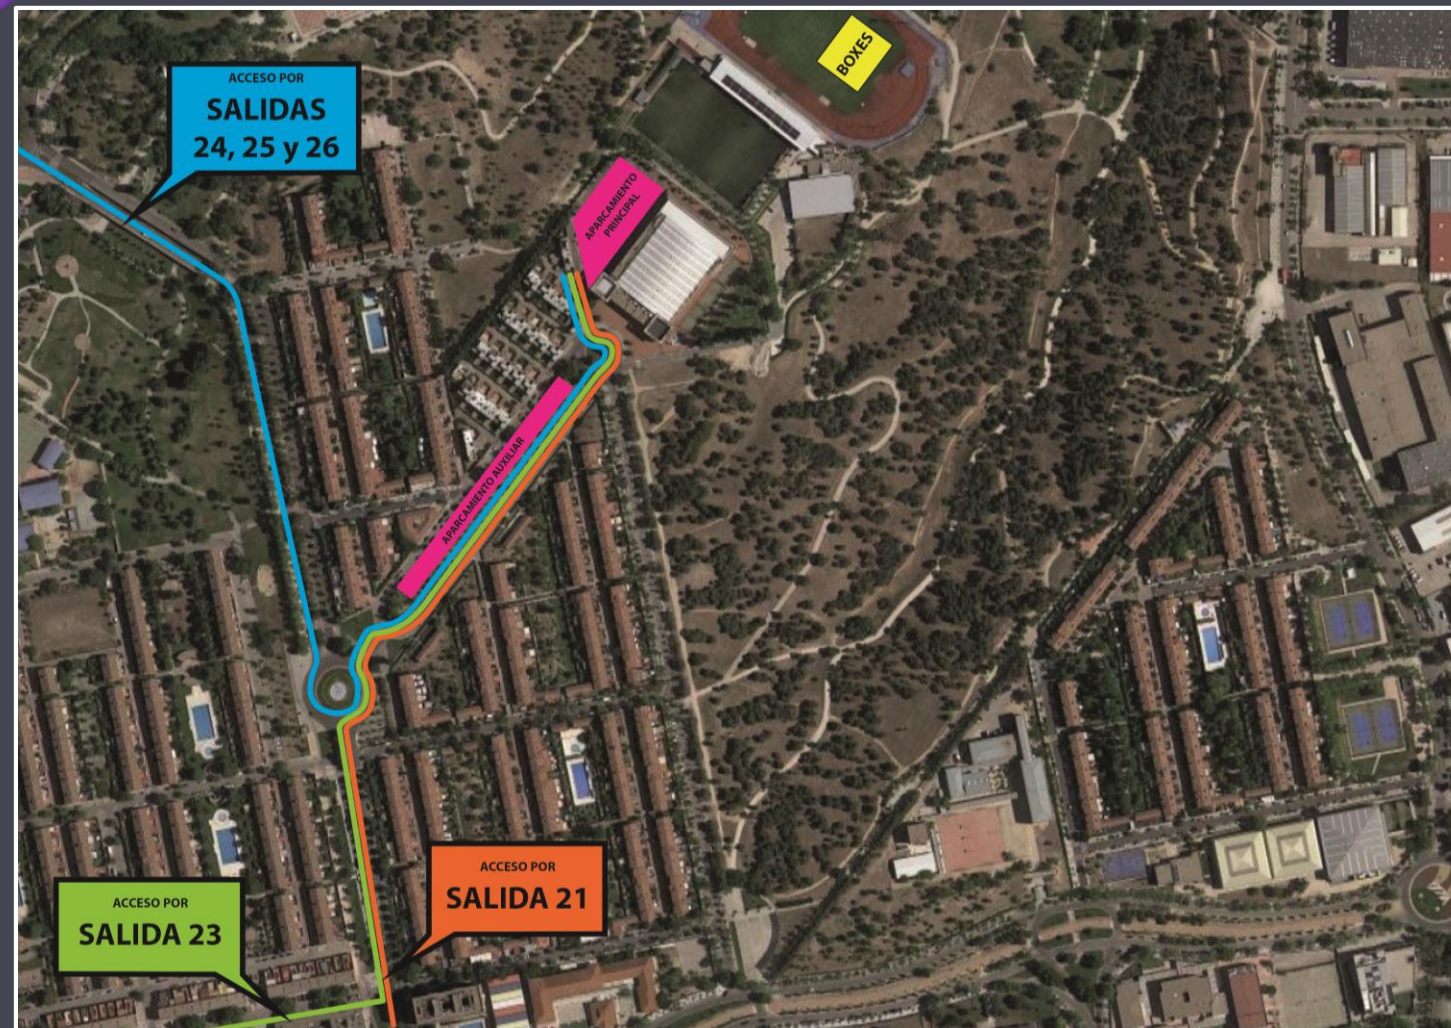 BOXES
ACCESO POR
SALIDAS
24, 25 y 26
APARCAMIENTO
PRINCIPAL
APARCAMIENTO AUXILIAR
ACCESO POR
SALIDA 21
ACCESO POR
SALIDA 23